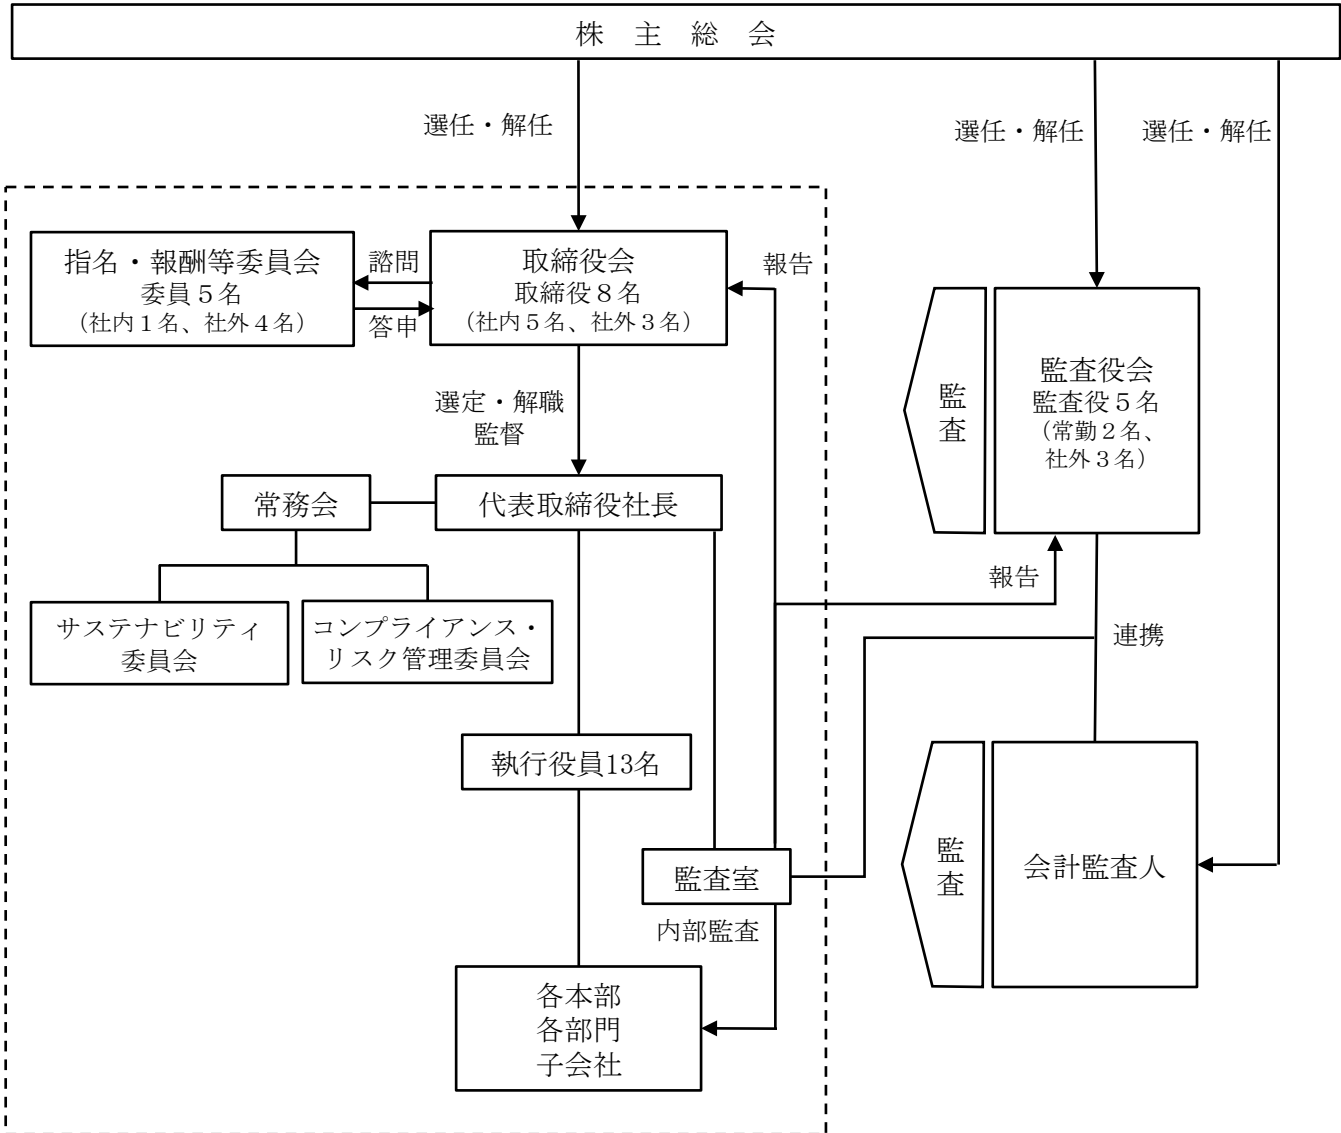 株 主 総 会
選任・解任
選任・解任
選任・解任
指名・報酬等委員会
委員５名
（社内１名、社外４名）
諮問
答申
取締役会
取締役８名
（社内５名、社外３名）
報告
監査
監査役会
監査役５名
（常勤２名、
社外３名）
選定・解職
監督
常務会
代表取締役社長
報告
サステナビリティ
委員会
コンプライアンス・
リスク管理委員会
連携
執行役員13名
監査室
内部監査
監査
会計監査人
各本部
各部門
子会社